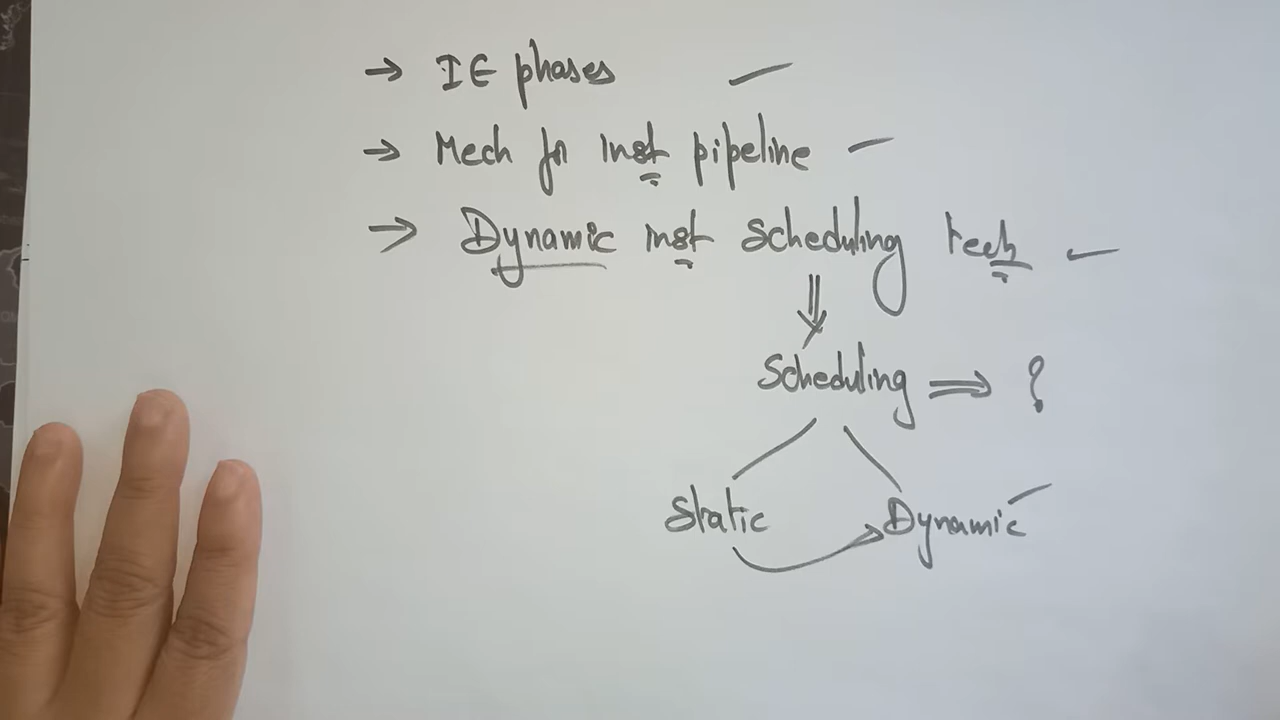 → IE phases
→ Mech for inst pipeline
→ Dynamic inst scheduling tech
Scheduling ⇒ ?
Static Dynamic